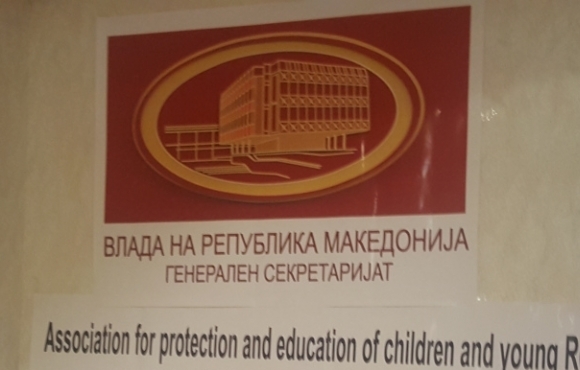 ВЛАДА НА РЕПУБЛИКА МАКЕДОНИЈА
ГЕНЕРАЛЕН СЕКРЕТАРИЈАТ
Association for protection and education of children and young